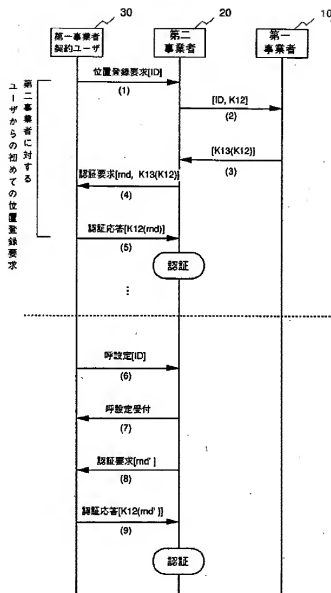 30
20
10
第一事業者
契約ユーザ
第二
事業者
第一
事業者
第二事業者に対する
ユーザからの初めての位置登録要求
位置登録要求[ID]
(1)
[ID, K12]
(2)
[K13(K12)]
(3)
認証要求[rnd, K13(K12)]
(4)
認証応答[K12(rnd)]
(5)
認証
⋮
呼設定[ID]
(6)
呼設定受付
(7)
認証要求[rnd']
(8)
認証応答[K12(rnd')]
(9)
認証